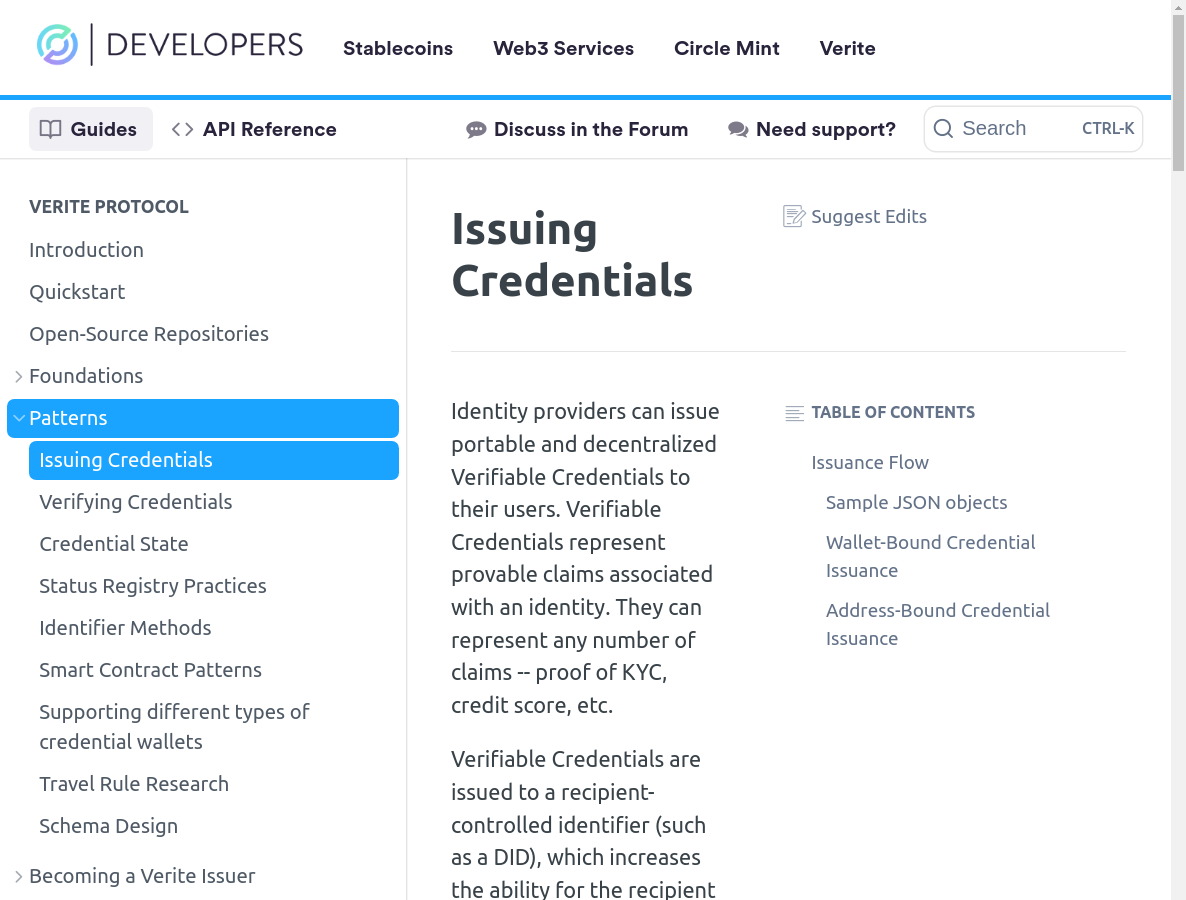 DEVELOPERS
Stablecoins
Web3 Services
Circle Mint
Verite
Guides
API Reference
Discuss in the Forum
Need support?
Search
CTRL-K
VERITE PROTOCOL
Introduction
Quickstart
Open-Source Repositories
Foundations
Patterns
Issuing Credentials
Verifying Credentials
Credential State
Status Registry Practices
Identifier Methods
Smart Contract Patterns
Supporting different types of
credential wallets
Travel Rule Research
Schema Design
Becoming a Verite Issuer
Issuing
Credentials
Suggest Edits
Identity providers can issue
portable and decentralized
Verifiable Credentials to
their users. Verifiable
Credentials represent
provable claims associated
with an identity. They can
represent any number of
claims -- proof of KYC,
credit score, etc.
Verifiable Credentials are
issued to a recipient-
controlled identifier (such
as a DID), which increases
the ability for the recipient
TABLE OF CONTENTS
Issuance Flow
Sample JSON objects
Wallet-Bound Credential
Issuance
Address-Bound Credential
Issuance